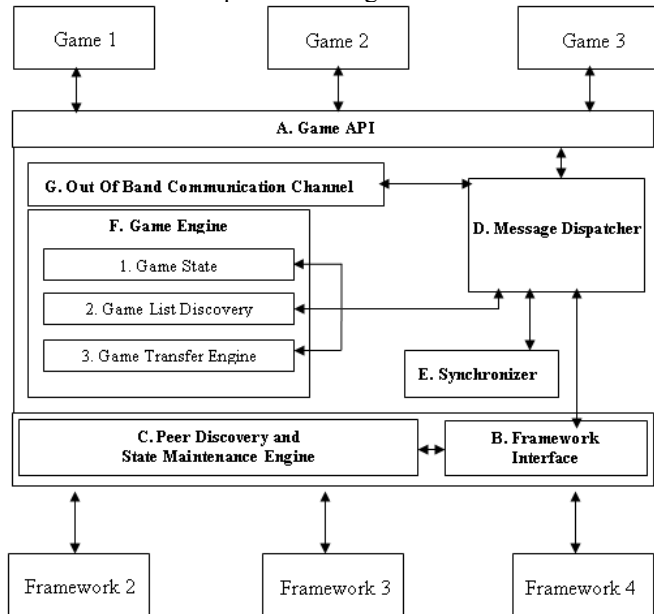 Game 1
Game 2
Game 3
A. Game API
G. Out Of Band Communication Channel
F. Game Engine
1. Game State
2. Game List Discovery
3. Game Transfer Engine
D. Message Dispatcher
E. Synchronizer
C. Peer Discovery and
State Maintenance Engine
B. Framework
Interface
Framework 2
Framework 3
Framework 4